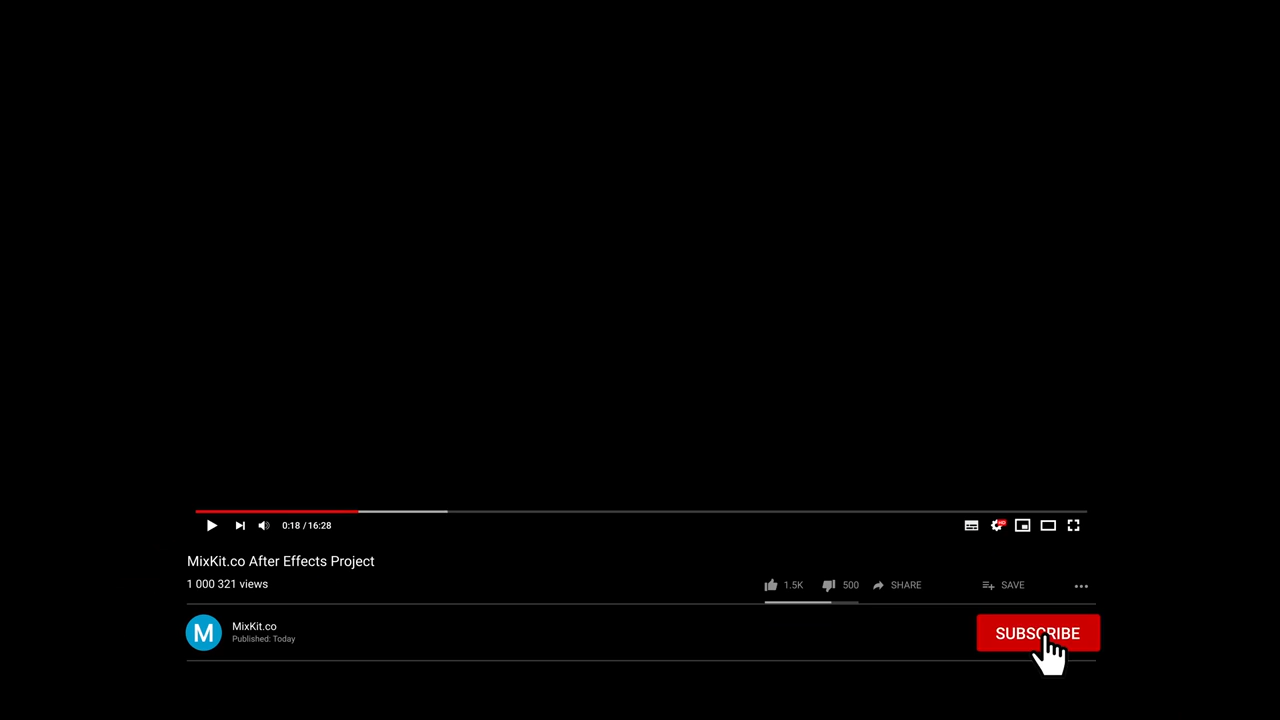 0:18 / 16:28
HD
MixKit.co After Effects Project
1 000 321 views
1.5K 500 SHARE SAVE
M
MixKit.co
Published: Today
SUBSCRIBE